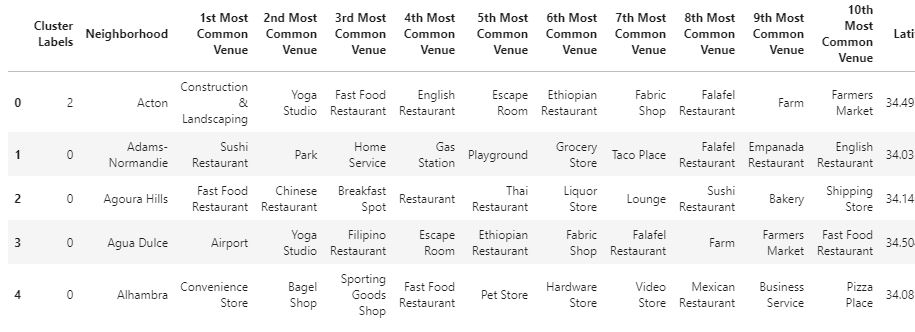 Cluster Labels Neighborhood 1st Most Common Venue 2nd Most Common Venue 3rd Most Common Venue 4th Most Common Venue 5th Most Common Venue 6th Most Common Venue 7th Most Common Venue 8th Most Common Venue 9th Most Common Venue 10th Most Common Venue Lati
0 2 Acton Construction & Landscaping Yoga Studio Fast Food Restaurant English Restaurant Escape Room Ethiopian Restaurant Fabric Shop Falafel Restaurant Farm Farmers Market 34.49
1 0 Adams-Normandie Sushi Restaurant Park Home Service Gas Station Playground Grocery Store Taco Place Falafel Restaurant Empanada Restaurant English Restaurant 34.03
2 0 Agoura Hills Fast Food Restaurant Chinese Restaurant Breakfast Spot Restaurant Thai Restaurant Liquor Store Lounge Sushi Restaurant Bakery Shipping Store 34.14
3 0 Agua Dulce Airport Yoga Studio Filipino Restaurant Escape Room Ethiopian Restaurant Fabric Shop Falafel Restaurant Farm Farmers Market Fast Food Restaurant 34.50
4 0 Alhambra Convenience Store Bagel Shop Sporting Goods Shop Fast Food Restaurant Pet Store Hardware Store Video Store Mexican Restaurant Business Service Pizza Place 34.08